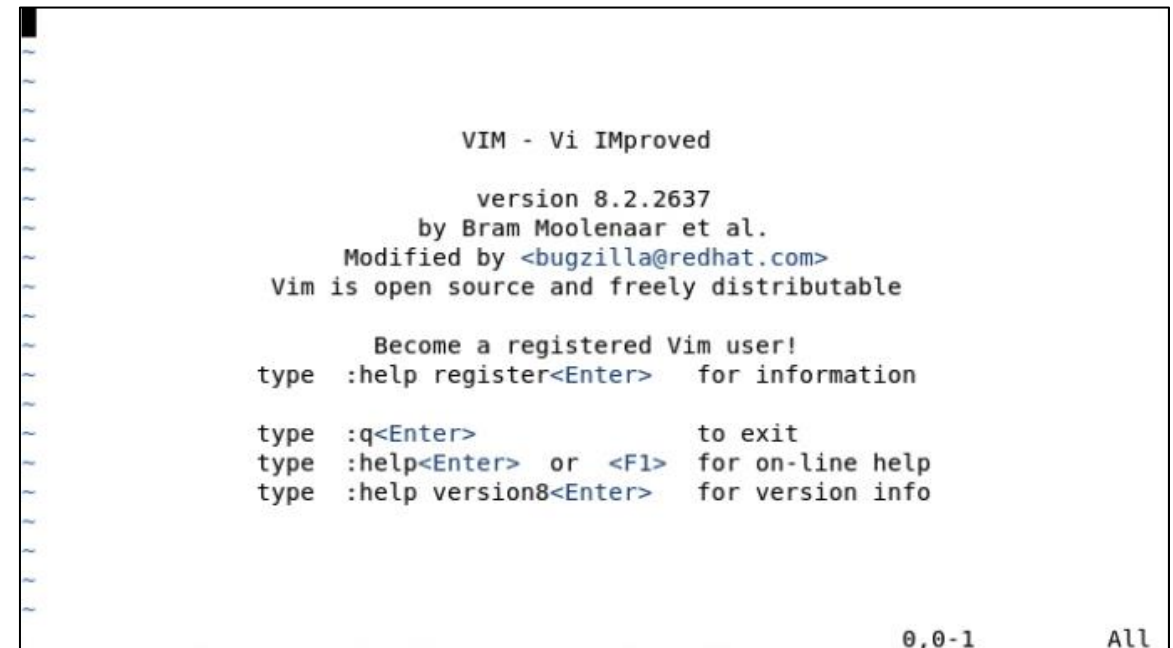 ~
~
~
~ VIM - Vi IMproved
~
~ version 8.2.2637
~ by Bram Moolenaar et al.
~ Modified by <bugzilla@redhat.com>
~ Vim is open source and freely distributable
~
~ Become a registered Vim user!
~ type :help register<Enter> for information
~
~ type :q<Enter> to exit
~ type :help<Enter> or <F1> for on-line help
~ type :help version8<Enter> for version info
~
~
~
~
0,0-1 All